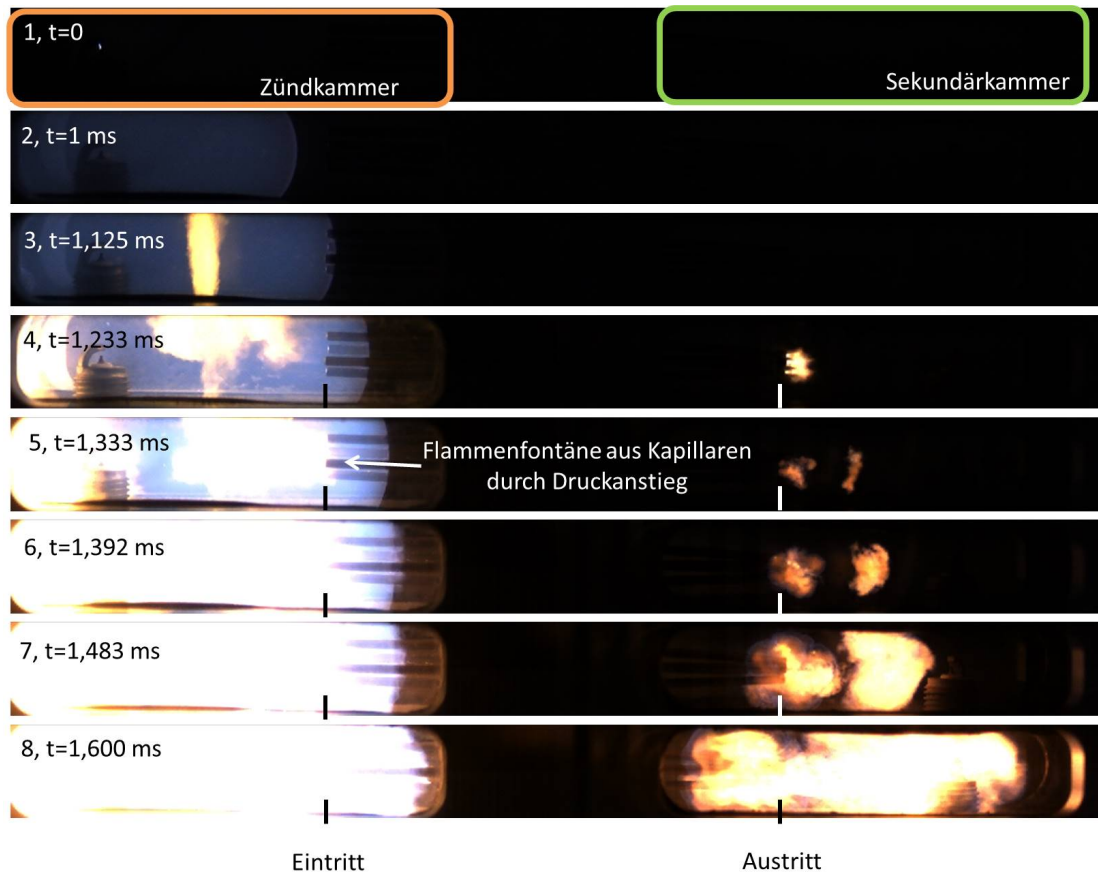 1, t=0
Zündkammer
Sekundärkammer
2, t=1 ms
3, t=1,125 ms
4, t=1,233 ms
5, t=1,333 ms
Flammenfontäne aus Kapillaren
durch Druckanstieg
6, t=1,392 ms
7, t=1,483 ms
8, t=1,600 ms
Eintritt
Austritt